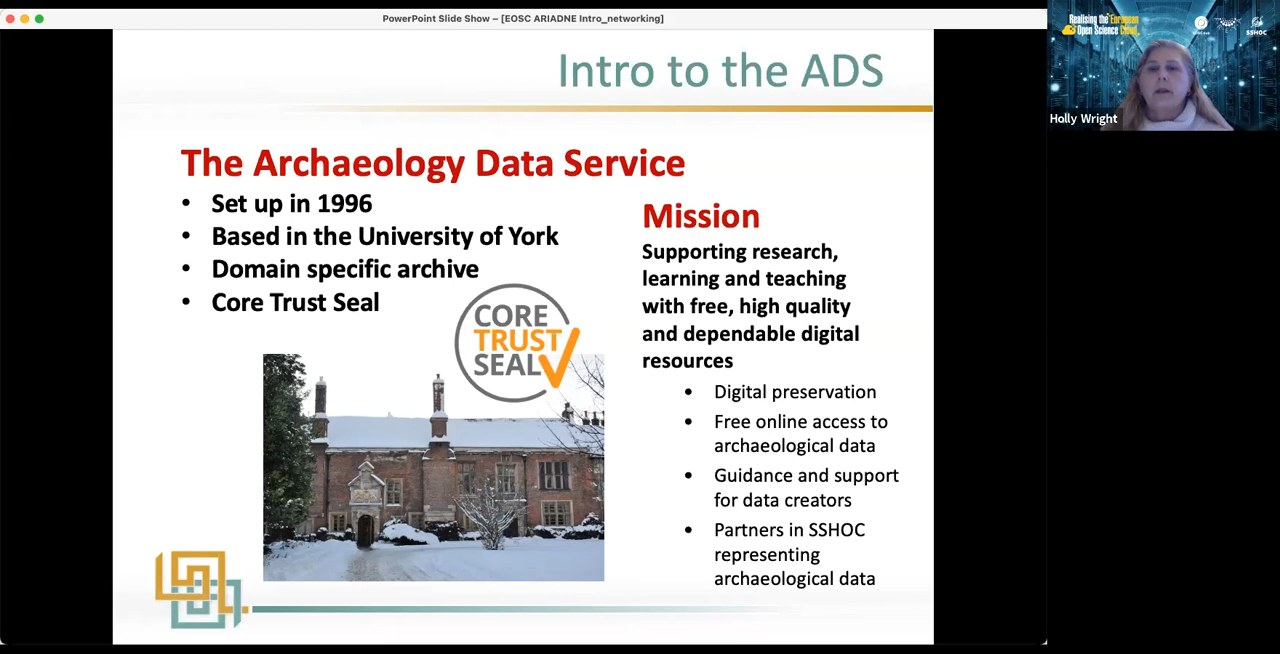 PowerPoint Slide Show – [EOSC ARIADNE Intro_networking]
Intro to the ADS
The Archaeology Data Service
• Set up in 1996
• Based in the University of York
• Domain specific archive
• Core Trust Seal
CORE
TRUST
SEAL
Mission
Supporting research,
learning and teaching
with free, high quality
and dependable digital
resources
• Digital preservation
• Free online access to
archaeological data
• Guidance and support
for data creators
• Partners in SSHOC
representing
archaeological data
Realising the European
Open Science Cloud
SSHOC
Holly Wright